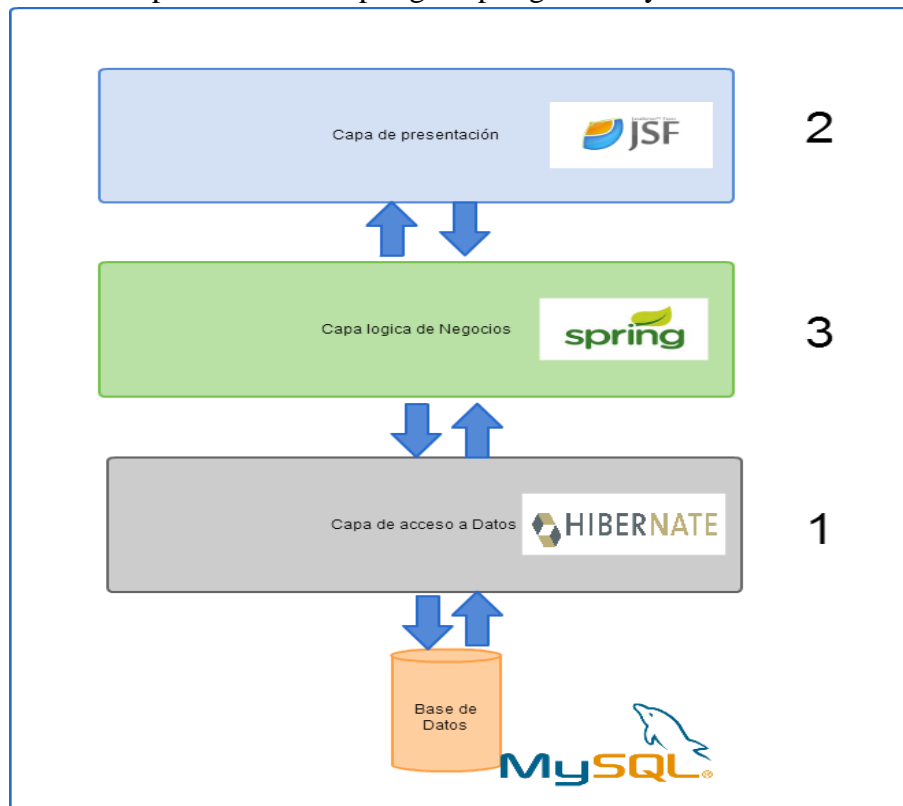 Capa de presentación
JSF
2
Capa logica de Negocios
spring
3
Capa de acceso a Datos
HIBERNATE
1
Base de
Datos
MySQL®